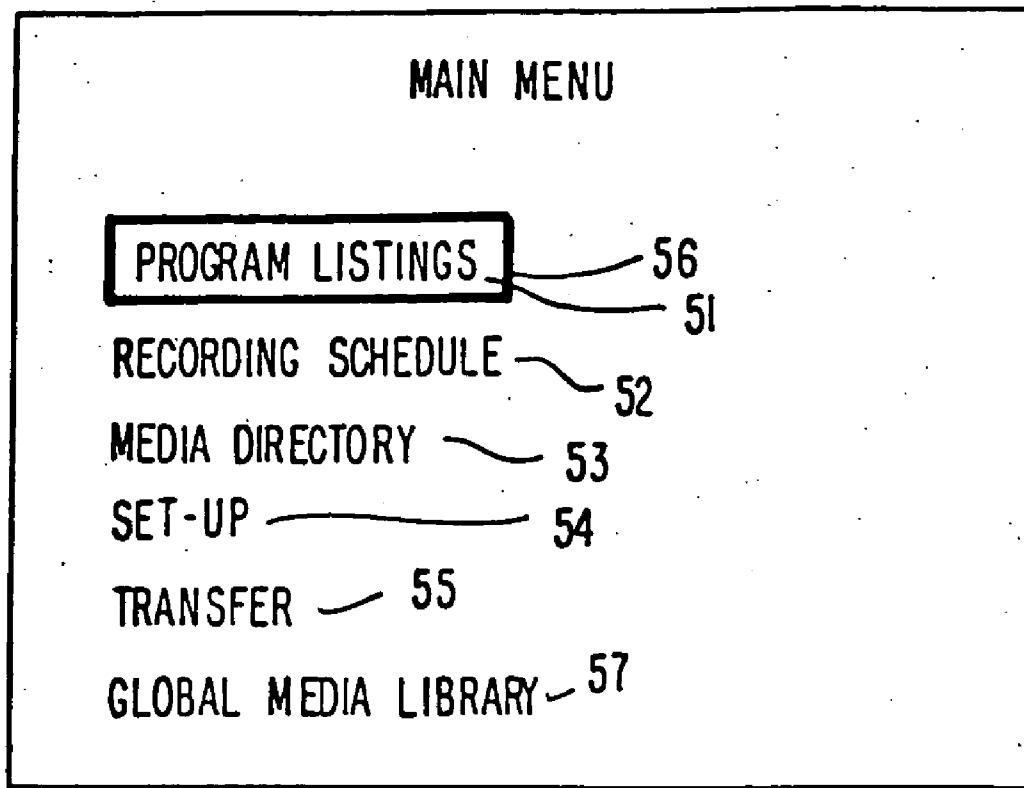 MAIN MENU
PROGRAM LISTINGS 56
51
RECORDING SCHEDULE 52
MEDIA DIRECTORY 53
SET-UP 54
TRANSFER 55
GLOBAL MEDIA LIBRARY 57